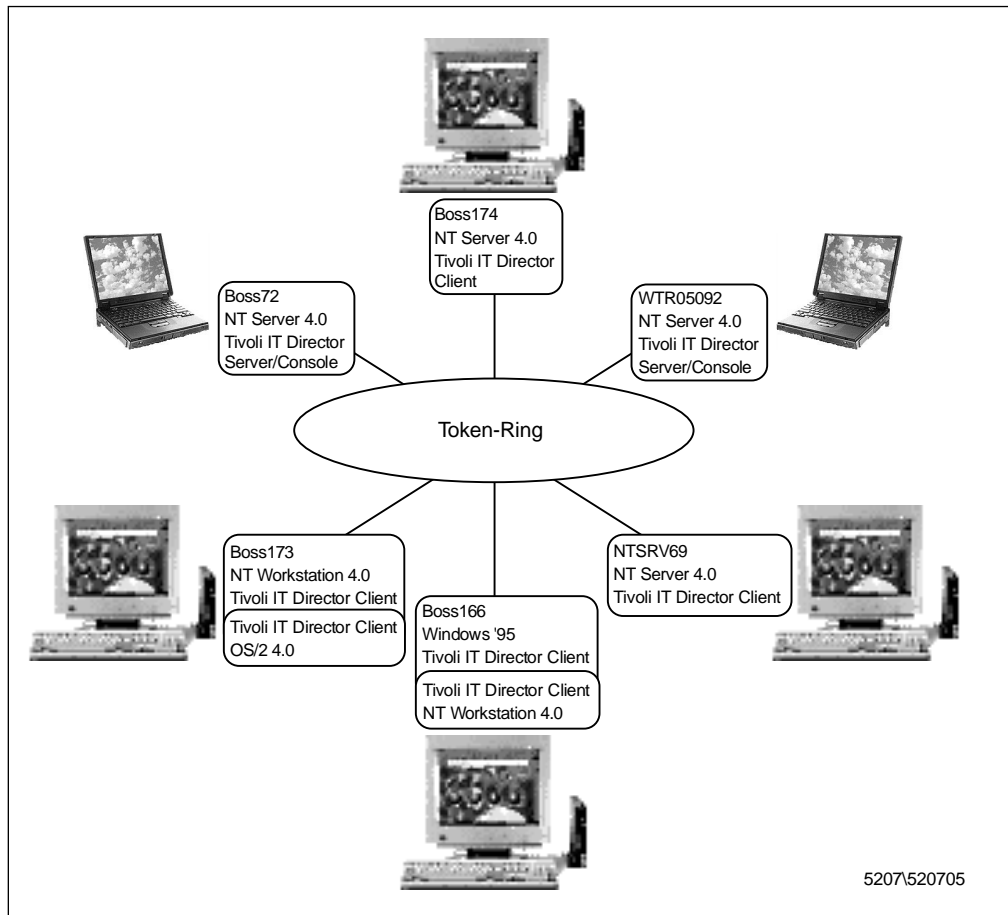 Boss174
NT Server 4.0
Tivoli IT Director
Client
Boss72
NT Server 4.0
Tivoli IT Director
Server/Console
WTR05092
NT Server 4.0
Tivoli IT Director
Server/Console
Token-Ring
Boss173
NT Workstation 4.0
Tivoli IT Director Client
Tivoli IT Director Client
OS/2 4.0
Boss166
Windows '95
Tivoli IT Director Client
Tivoli IT Director Client
NT Workstation 4.0
NTSRV69
NT Server 4.0
Tivoli IT Director Client
5207\520705